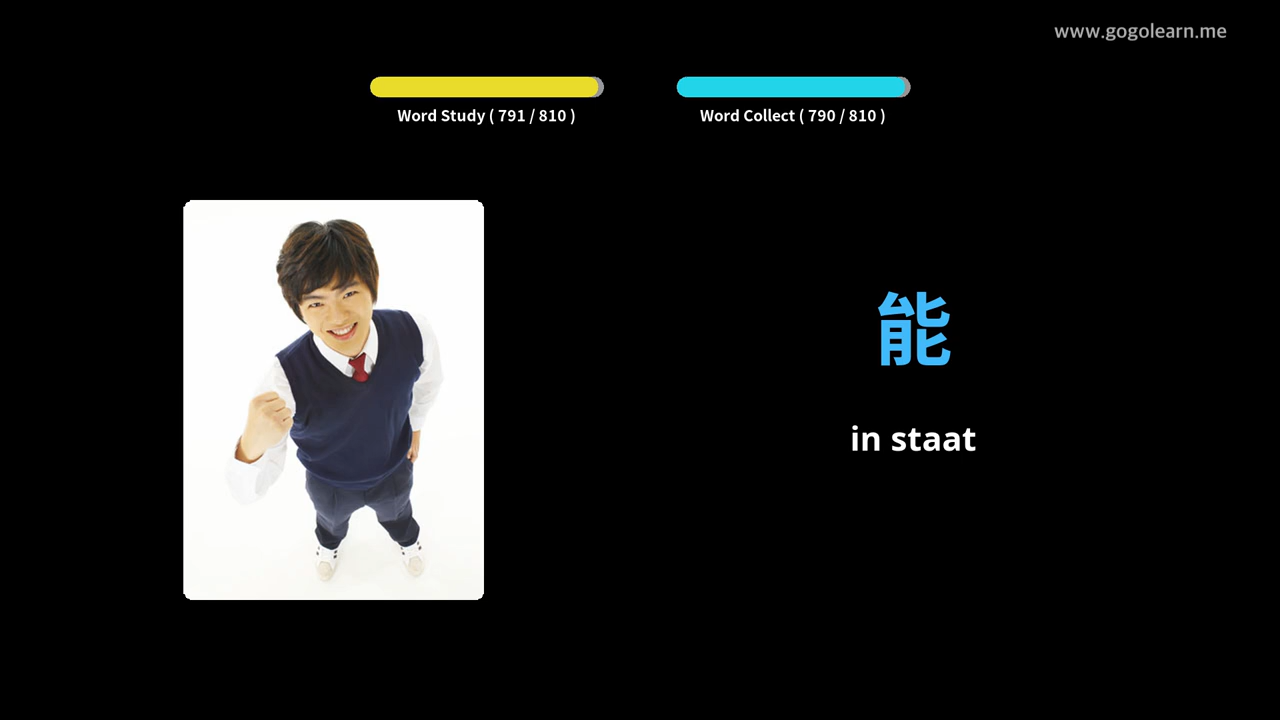 www.gogolearn.me
Word Study ( 791 / 810 )
Word Collect ( 790 / 810 )
能
in staat